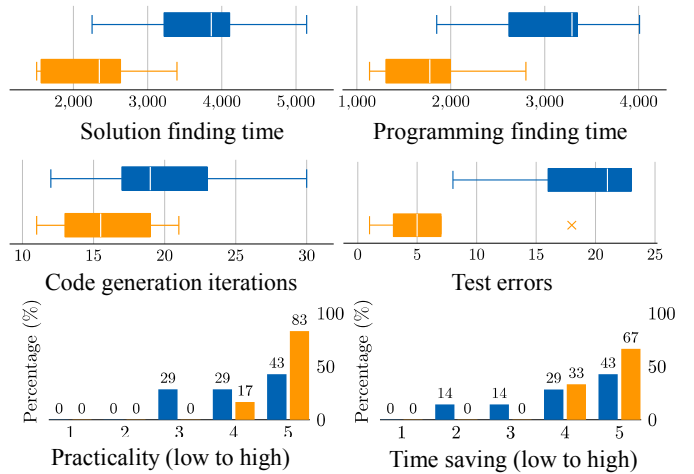 2,000 3,000 4,000 5,000
Solution finding time
1,000 2,000 3,000 4,000
Programming finding time
10 15 20 25 30
Code generation iterations
0 5 10 15 20 25
Test errors
Percentage (%)
0 0 0 0 29 0 29 17 43 83
100
50
0
1 2 3 4 5
Practicality (low to high)
Percentage (%)
0 0 14 0 14 0 29 33 43 67
100
50
0
1 2 3 4 5
Time saving (low to high)